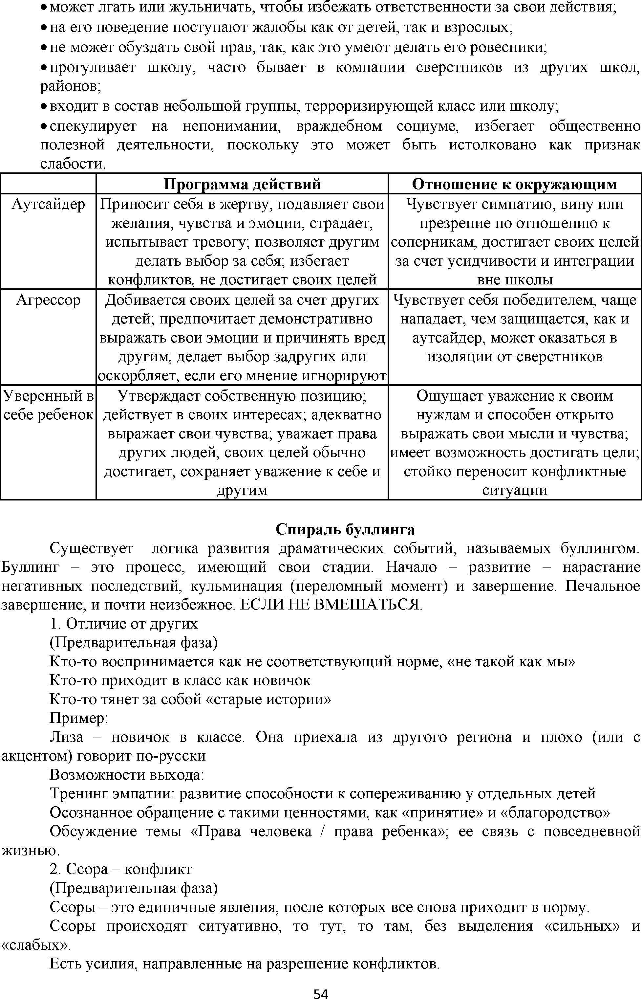 • может лгать или жульничать, чтобы избежать ответственности за свои действия;
• на его поведение поступают жалобы как от детей, так и взрослых;
• не может обуздать свой нрав, так, как это умеют делать его ровесники;
• прогуливает школу, часто бывает в компании сверстников из других школ,
районов;
• входит в состав небольшой группы, терроризирующей класс или школу;
• спекулирует на непонимании, враждебном социуме, избегает общественно
полезной деятельности, поскольку это может быть истолковано как признак
слабости.
Программа действий
Отношение к окружающим
Аутсайдер
Приносит себя в жертву, подавляет свои
желания, чувства и эмоции, страдает,
испытывает тревогу; позволяет другим
делать выбор за себя; избегает
конфликтов, не достигает своих целей
Чувствует симпатию, вину или
презрение по отношению к
соперникам, достигает своих целей
за счет усидчивости и интеграции
вне школы
Агрессор
Добивается своих целей за счет других
детей; предпочитает демонстративно
выражать свои эмоции и причинять вред
другим, делает выбор задругих или
оскорбляет, если его мнение игнорируют
Чувствует себя победителем, чаще
нападает, чем защищается, как и
аутсайдер, может оказаться в
изоляции от сверстников
Уверенный в
себе ребенок
Утверждает собственную позицию;
действует в своих интересах; адекватно
выражает свои чувства; уважает права
других людей, своих целей обычно
достигает, сохраняет уважение к себе и
другим
Ощущает уважение к своим
нуждам и способен открыто
выражать свои мысли и чувства;
имеет возможность достигать цели;
стойко переносит конфликтные
ситуации
Спираль буллинга
Существует логика развития драматических событий, называемых буллингом.
Буллинг – это процесс, имеющий свои стадии. Начало – развитие – нарастание
негативных последствий, кульминация (переломный момент) и завершение. Печальное
завершение, и почти неизбежное. ЕСЛИ НЕ ВМЕШАТЬСЯ.
1. Отличие от других
(Предварительная фаза)
Кто-то воспринимается как не соответствующий норме, «не такой как мы»
Кто-то приходит в класс как новичок
Кто-то тянет за собой «старые истории»
Пример:
Лиза – новичок в классе. Она приехала из другого региона и плохо (или с
акцентом) говорит по-русски
Возможности выхода:
Тренинг эмпатии: развитие способности к сопереживанию у отдельных детей
Осознанное обращение с такими ценностями, как «принятие» и «благородство»
Обсуждение темы «Права человека / права ребенка»; ее связь с повседневной
жизнью.
2. Ссора – конфликт
(Предварительная фаза)
Ссоры – это единичные явления, после которых все снова приходит в норму.
Ссоры происходят ситуативно, то тут, то там, без выделения «сильных» и
«слабых».
Есть усилия, направленные на разрешение конфликтов.
54